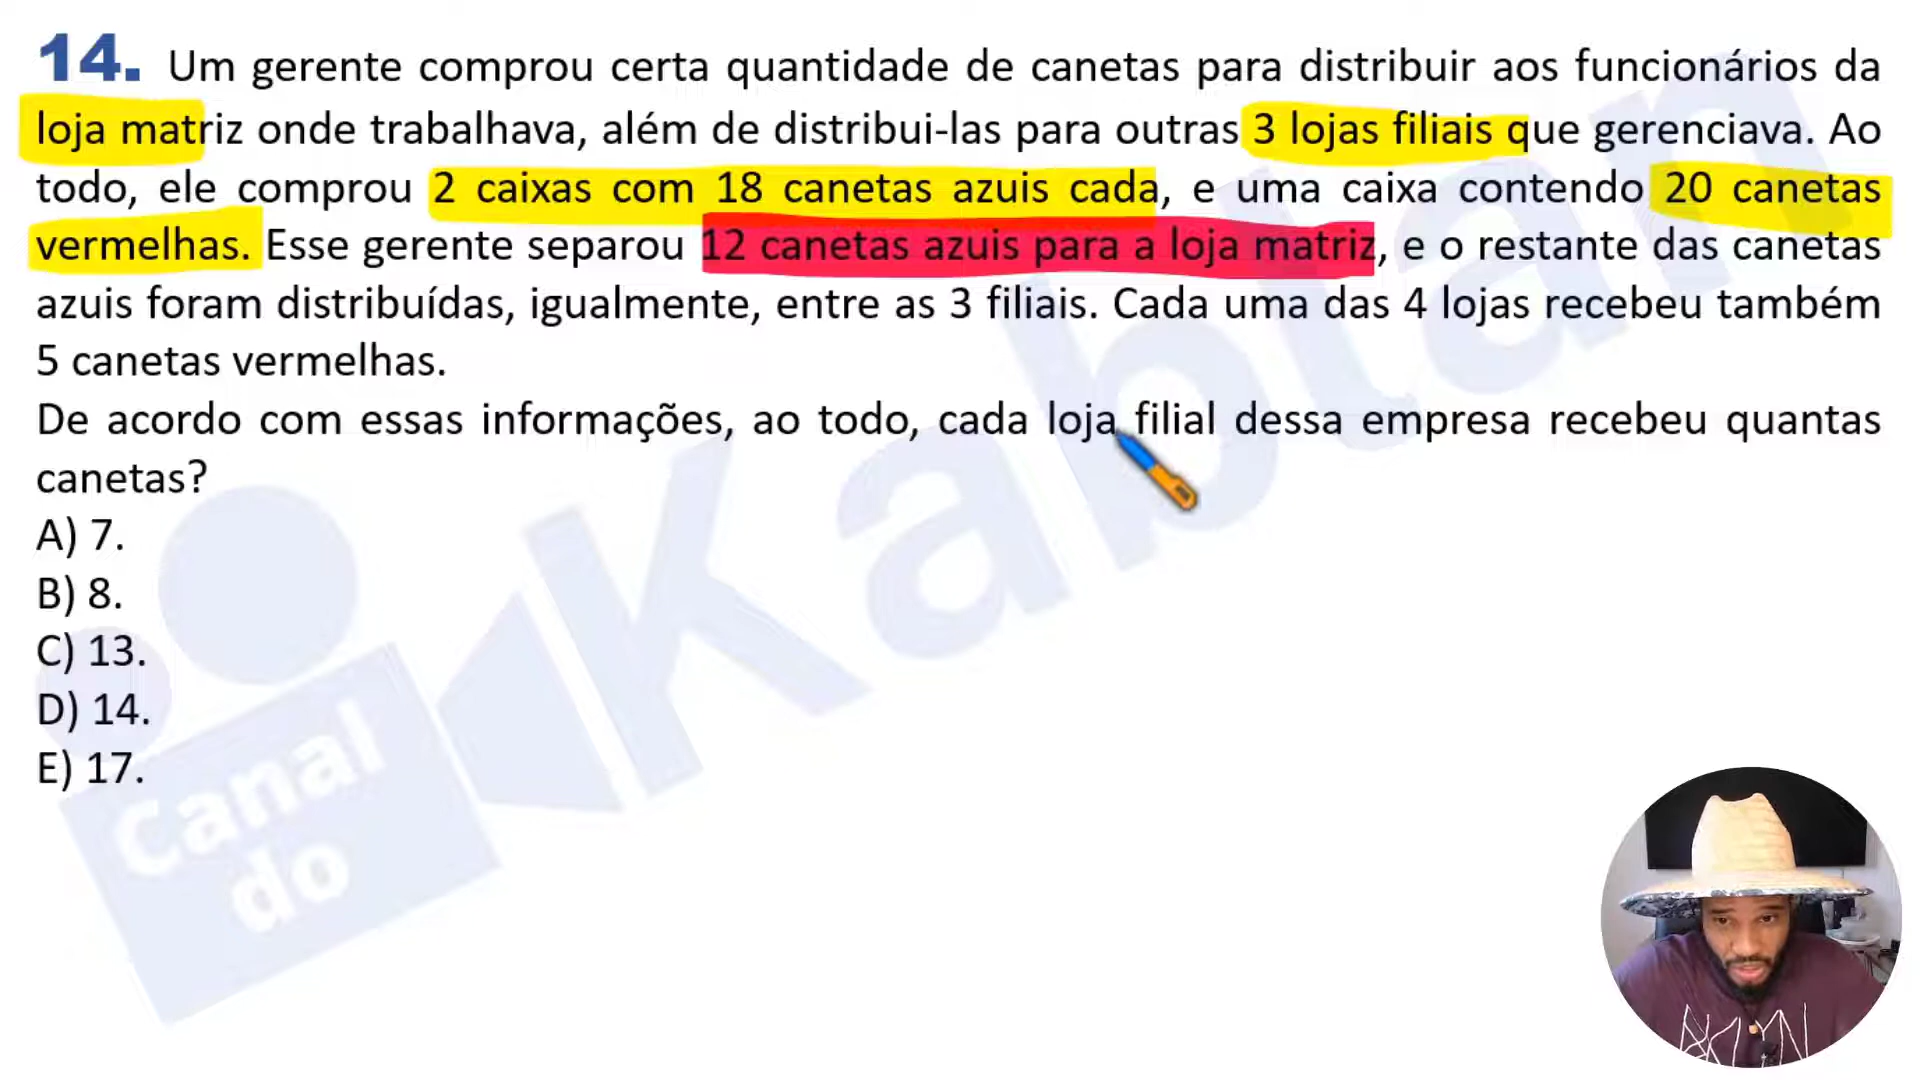 14. Um gerente comprou certa quantidade de canetas para distribuir aos funcionários da
loja matriz onde trabalhava, além de distribui-las para outras 3 lojas filiais que gerenciava. Ao
todo, ele comprou 2 caixas com 18 canetas azuis cada, e uma caixa contendo 20 canetas
vermelhas. Esse gerente separou 12 canetas azuis para a loja matriz, e o restante das canetas
azuis foram distribuídas, igualmente, entre as 3 filiais. Cada uma das 4 lojas recebeu também
5 canetas vermelhas.
De acordo com essas informações, ao todo, cada loja filial dessa empresa recebeu quantas
canetas?
A) 7.
B) 8.
C) 13.
D) 14.
E) 17.
Canal
do
Kabtan